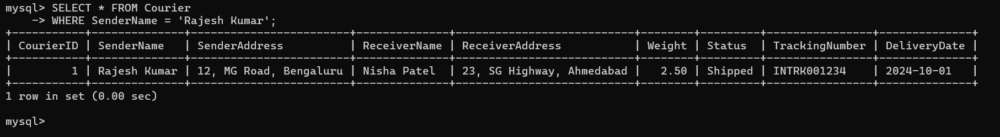 mysql> SELECT * FROM Courier
    -> WHERE SenderName = 'Rajesh Kumar';
+-----------+--------------+------------------------+--------------+---------------------------+--------+---------+----------------+--------------+
| CourierID | SenderName   | SenderAddress          | ReceiverName | ReceiverAddress           | Weight | Status  | TrackingNumber | DeliveryDate |
+-----------+--------------+------------------------+--------------+---------------------------+--------+---------+----------------+--------------+
|         1 | Rajesh Kumar | 12, MG Road, Bengaluru | Nisha Patel  | 23, SG Highway, Ahmedabad |   2.50 | Shipped | INTRK001234    | 2024-10-01   |
+-----------+--------------+------------------------+--------------+---------------------------+--------+---------+----------------+--------------+
1 row in set (0.00 sec)
mysql>